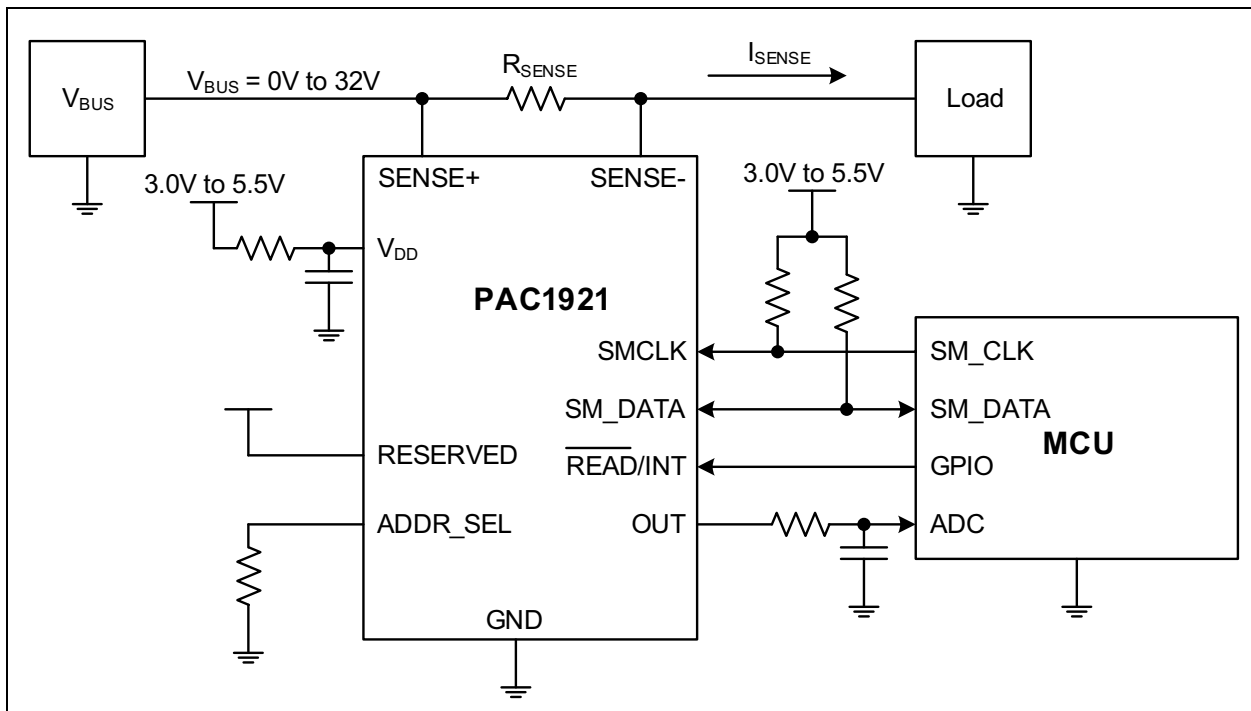 V_BUS
V_BUS = 0V to 32V
R_SENSE
I_SENSE
Load
3.0V to 5.5V
SENSE+
SENSE-
3.0V to 5.5V
V_DD
PAC1921
SMCLK
SM_CLK
SM_DATA
SM_DATA
MCU
RESERVED
READ/INT
GPIO
ADDR_SEL
OUT
ADC
GND